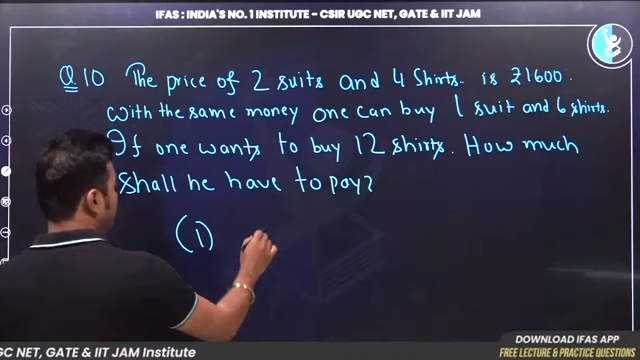 IFAS: INDIA'S NO. 1 INSTITUTE – CSIR UGC NET, GATE & IIT JAM
Q.10 The price of 2 suits and 4 Shirts. is ₹1600.
with the same money one can buy 1 suit and 6 shirts.
If one wants to buy 12 shirts. How much
shall he have to pay?
(1)
DOWNLOAD IFAS APP
SC NET, GATE & IIT JAM Institute
FREE LECTURE & PRACTICE QUESTIONS